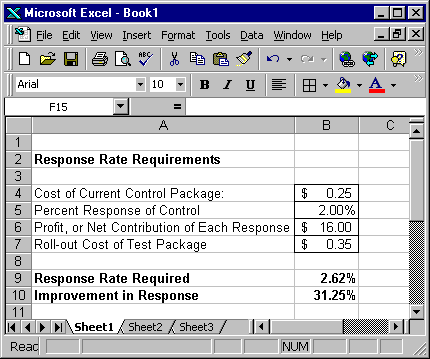 Microsoft Excel - Book1
File Edit View Insert Format Tools Data Window Help
Arial 10 B I U A
F15 =
A B C
1
2 Response Rate Requirements
3
4 Cost of Current Control Package: $ 0.25
5 Percent Response of Control 2.00%
6 Profit, or Net Contribution of Each Response $ 16.00
7 Roll-out Cost of Test Package $ 0.35
8
9 Response Rate Required 2.62%
10 Improvement in Response 31.25%
11
Sheet1 Sheet2 Sheet3
Reac NUM